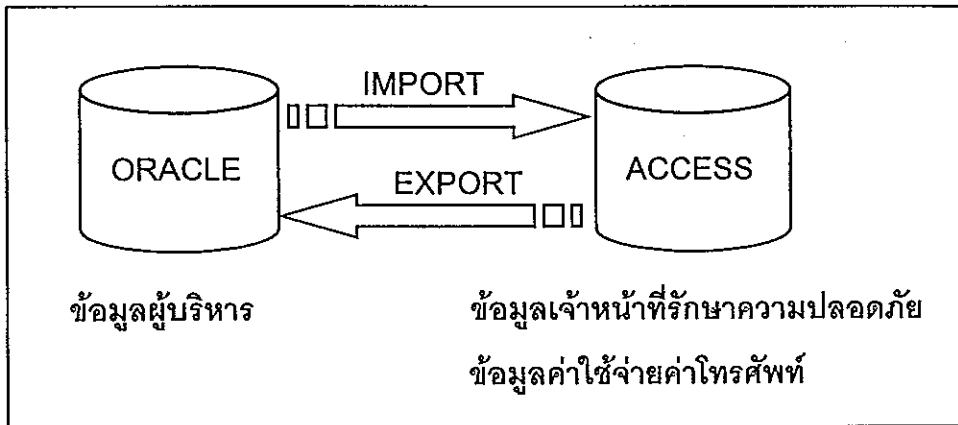 IMPORT
ORACLE
ACCESS
EXPORT
ข้อมูลผู้บริหาร
ข้อมูลเจ้าหน้าที่รักษาความปลอดภัย
ข้อมูลค่าใช้จ่ายค่าโทรศัพท์